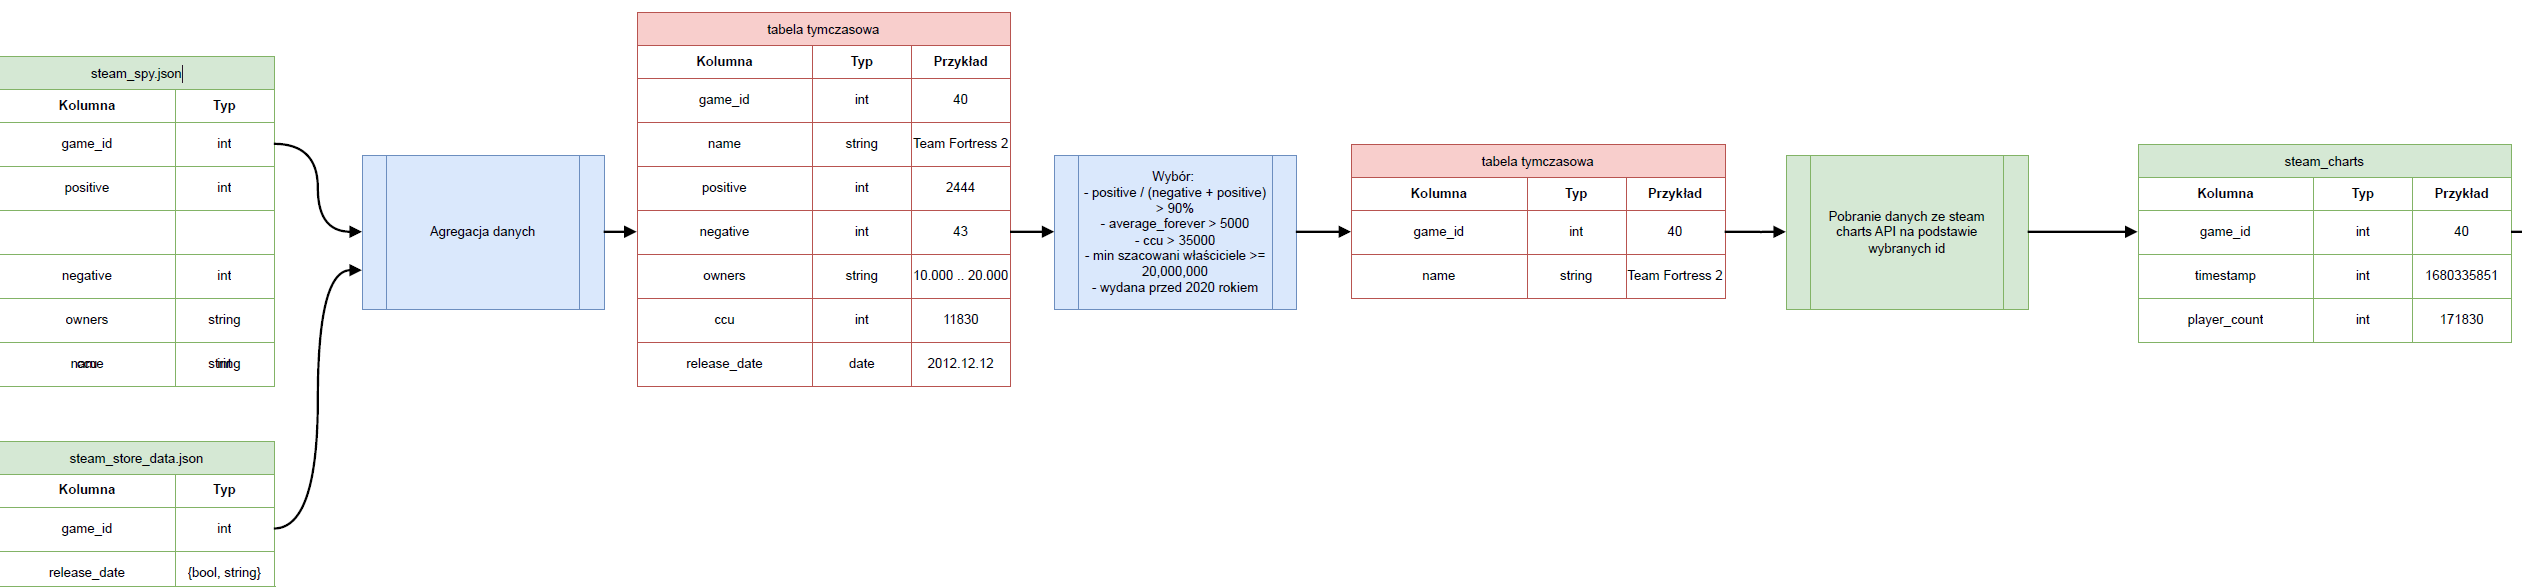 steam_spy.json
Kolumna Typ
game_id int
positive int
negative int
owners string
name string
ccu int
steam_store_data.json
Kolumna Typ
game_id int
release_date {bool, string}
Agregacja danych
tabela tymczasowa
Kolumna Typ Przykład
game_id int 40
name string Team Fortress 2
positive int 2444
negative int 43
owners string 10.000 .. 20.000
ccu int 11830
release_date date 2012.12.12
Wybór:
- positive / (negative + positive)
> 90%
- average_forever > 5000
- ccu > 35000
- min szacowani właściciele >=
20,000,000
- wydana przed 2020 rokiem
tabela tymczasowa
Kolumna Typ Przykład
game_id int 40
name string Team Fortress 2
Pobranie danych ze steam
charts API na podstawie
wybranych id
steam_charts
Kolumna Typ Przykład
game_id int 40
timestamp int 1680335851
player_count int 171830